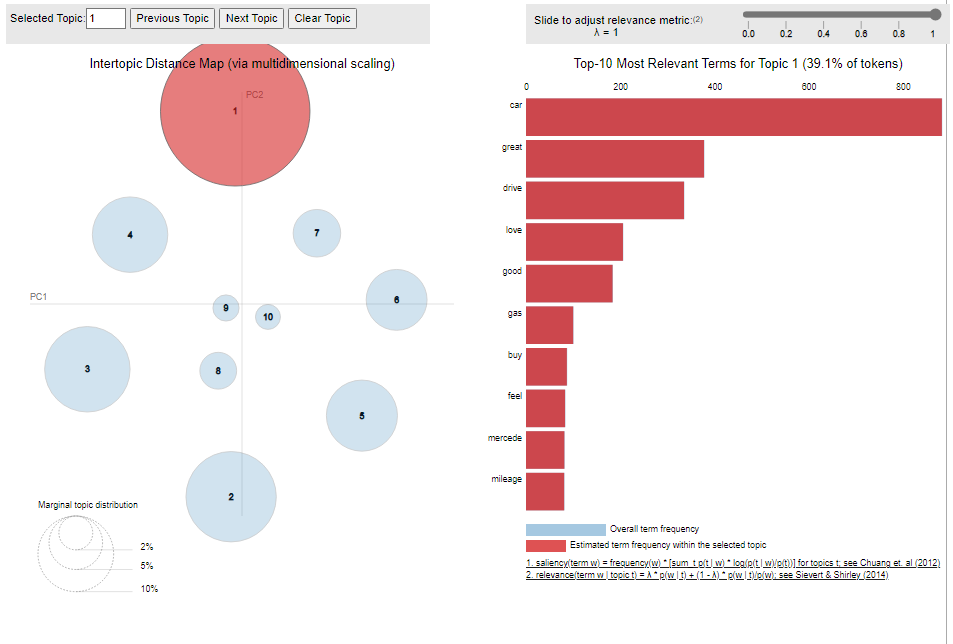 Selected Topic: 1 Previous Topic Next Topic Clear Topic
Slide to adjust relevance metric:(2)
λ = 1
0.0 0.2 0.4 0.6 0.8 1
Intertopic Distance Map (via multidimensional scaling)
PC2
1
4
7
PC1
6
9
10
3
8
5
2
Marginal topic distribution
2%
5%
10%
Top-10 Most Relevant Terms for Topic 1 (39.1% of tokens)
0 200 400 600 800
car
great
drive
love
good
gas
buy
feel
mercede
mileage
Overall term frequency
Estimated term frequency within the selected topic
1. saliency(term w) = frequency(w) * [sum_t p(t | w) * log(p(t | w)/p(t))] for topics t; see Chuang et. al (2012)
2. relevance(term w | topic t) = λ * p(w | t) + (1 - λ) * p(w | t)/p(w); see Sievert & Shirley (2014)